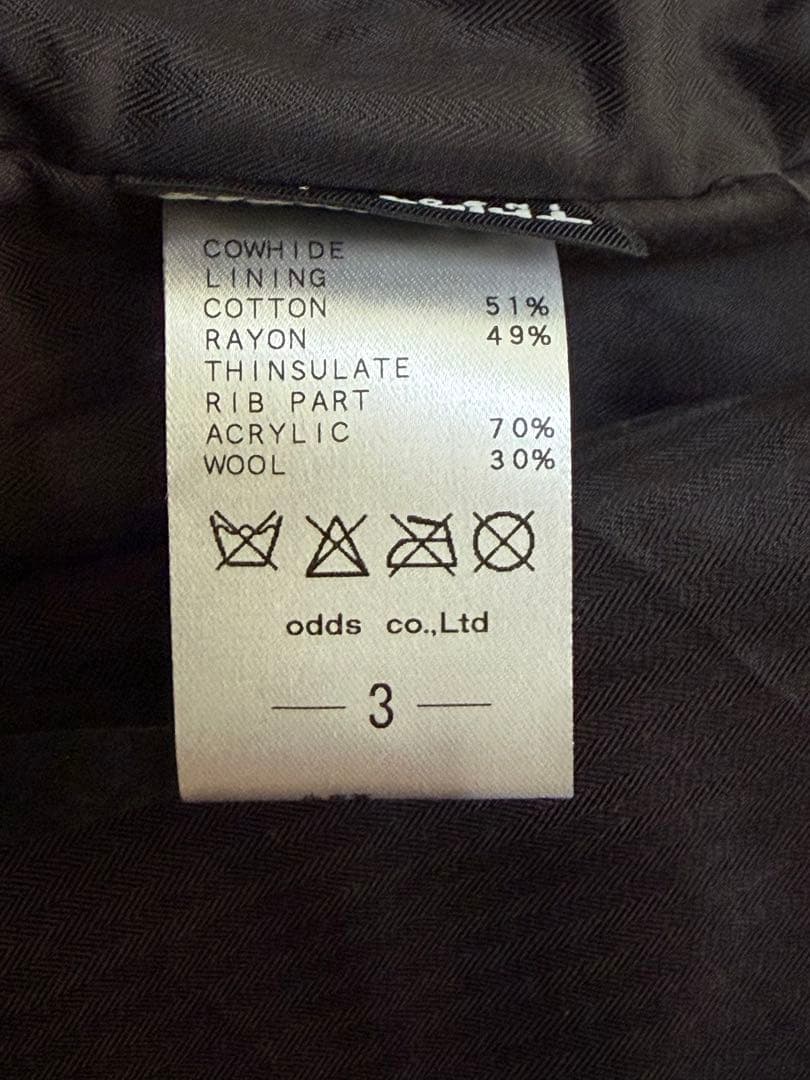 COWHIDE
LINING
COTTON 51%
RAYON 49%
THINSULATE
RIB PART
ACRYLIC 70%
WOOL 30%
odds co.,Ltd
— 3 —